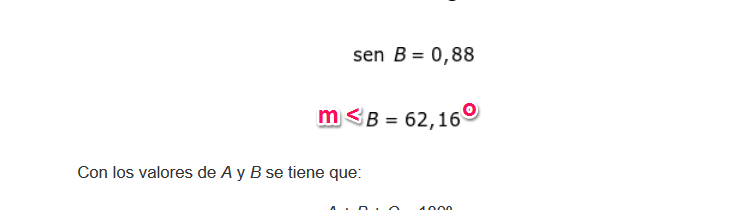 sen B = 0,88
m < B = 62,16°
Con los valores de A y B se tiene que: